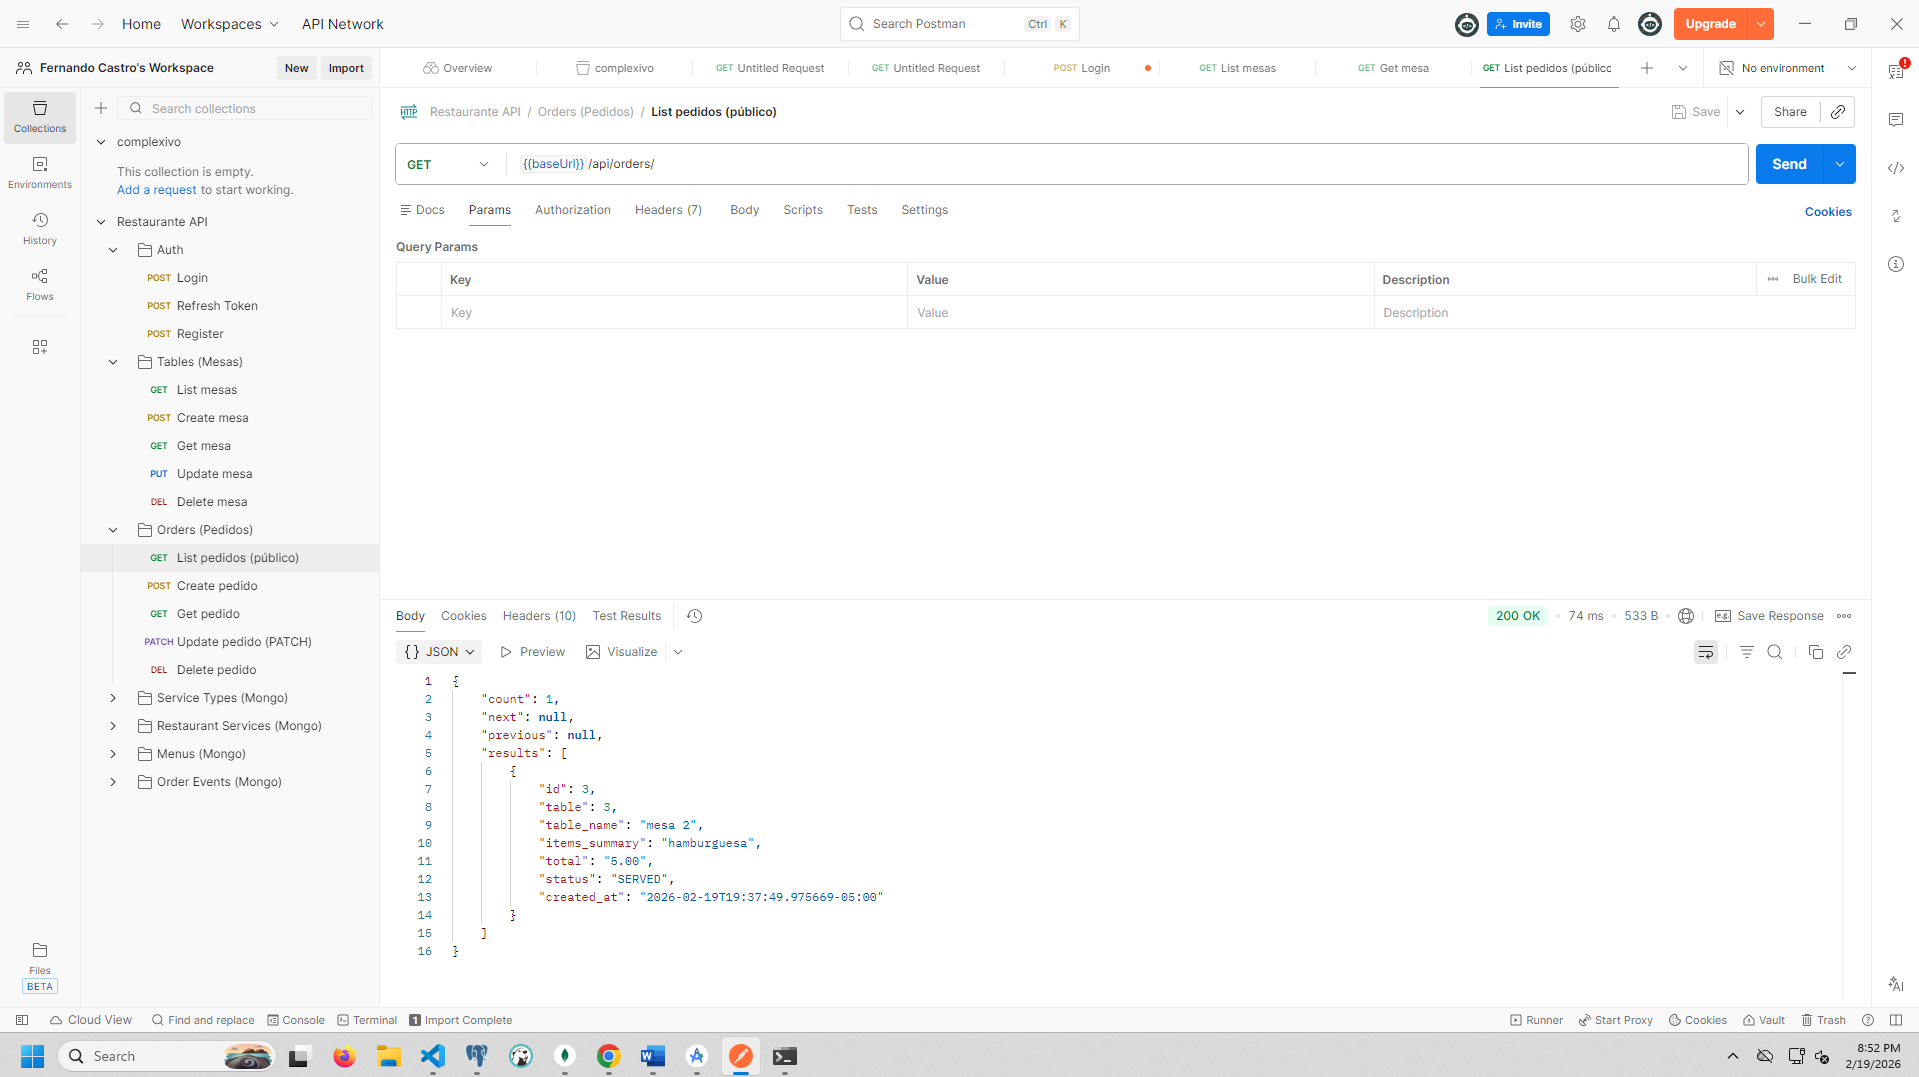 Home Workspaces API Network
Search Postman Ctrl K
Invite
Upgrade
Fernando Castro's Workspace New Import
Overview
complexivo
GET Untitled Request
GET Untitled Request
POST Login
GET List mesas
GET Get mesa
GET List pedidos (públicc
No environment
Collections
Environments
History
Flows
Search collections
complexivo
This collection is empty.
Add a request to start working.
Restaurante API
Auth
POST Login
POST Refresh Token
POST Register
Tables (Mesas)
GET List mesas
POST Create mesa
GET Get mesa
PUT Update mesa
DEL Delete mesa
Orders (Pedidos)
GET List pedidos (público)
POST Create pedido
GET Get pedido
PATCH Update pedido (PATCH)
DEL Delete pedido
Service Types (Mongo)
Restaurant Services (Mongo)
Menus (Mongo)
Order Events (Mongo)
Files
BETA
HTTP Restaurante API / Orders (Pedidos) / List pedidos (público)
Save Share
GET {{baseUrl}} /api/orders/ Send
Docs Params Authorization Headers (7) Body Scripts Tests Settings Cookies
Query Params
Key Value Description Bulk Edit
Key Value Description
Body Cookies Headers (10) Test Results 200 OK • 74 ms • 533 B e.g. Save Response
{} JSON Preview Visualize
1 {
2 "count": 1,
3 "next": null,
4 "previous": null,
5 "results": [
6 {
7 "id": 3,
8 "table": 3,
9 "table_name": "mesa 2",
10 "items_summary": "hamburguesa",
11 "total": "5.00",
12 "status": "SERVED",
13 "created_at": "2026-02-19T19:37:49.975669-05:00"
14 }
15 ]
16 }
Cloud View Find and replace Console Terminal 1 Import Complete
Runner Start Proxy Cookies Vault Trash
Search
8:52 PM
2/19/2026